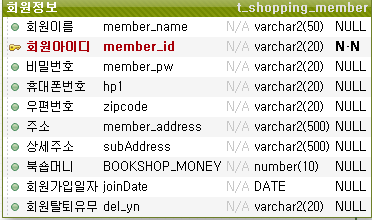 회원정보 t_shopping_member
회원이름 member_name N/A varchar2(50) NULL
회원아이디 member_id N/A varchar2(20) N-N
비밀번호 member_pw N/A varchar2(20) NULL
휴대폰번호 hp1 N/A varchar2(20) NULL
우편번호 zipcode N/A varchar2(20) NULL
주소 member_address N/A varchar2(500) NULL
상세주소 subAddress N/A varchar2(500) NULL
북숍머니 BOOKSHOP_MONEY N/A number(10) NULL
회원가입일자 joinDate N/A DATE NULL
회원탈퇴유무 del_yn N/A varchar2(20) NULL